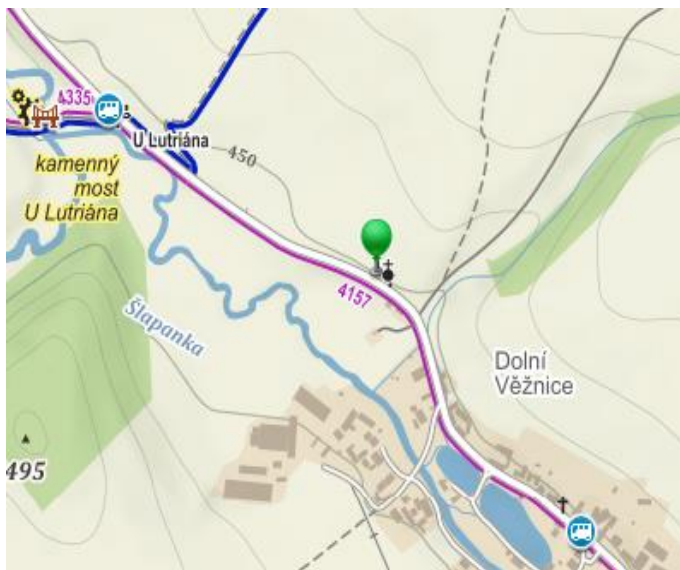 4335
U Lutriána
kamenný
most
U Lutriána
450
4157
Šlapanka
Dolní
Věžnice
495